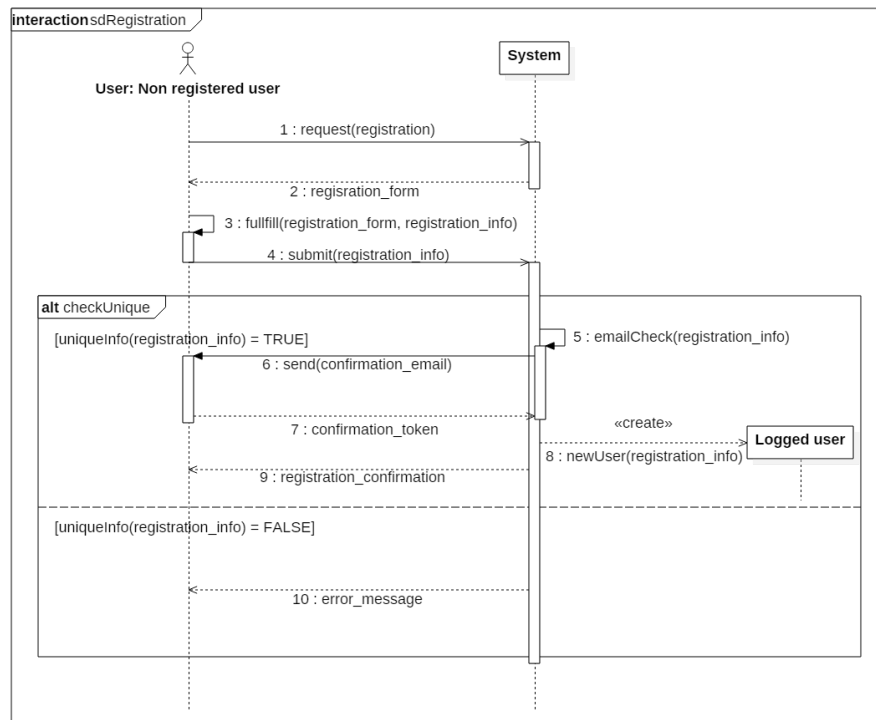 interaction sdRegistration
System
User: Non registered user
1 : request(registration)
2 : regisration_form
3 : fullfill(registration_form, registration_info)
4 : submit(registration_info)
alt checkUnique
[uniqueInfo(registration_info) = TRUE]
5 : emailCheck(registration_info)
6 : send(confirmation_email)
«create»
7 : confirmation_token
Logged user
8 : newUser(registration_info)
9 : registration_confirmation
[uniqueInfo(registration_info) = FALSE]
10 : error_message